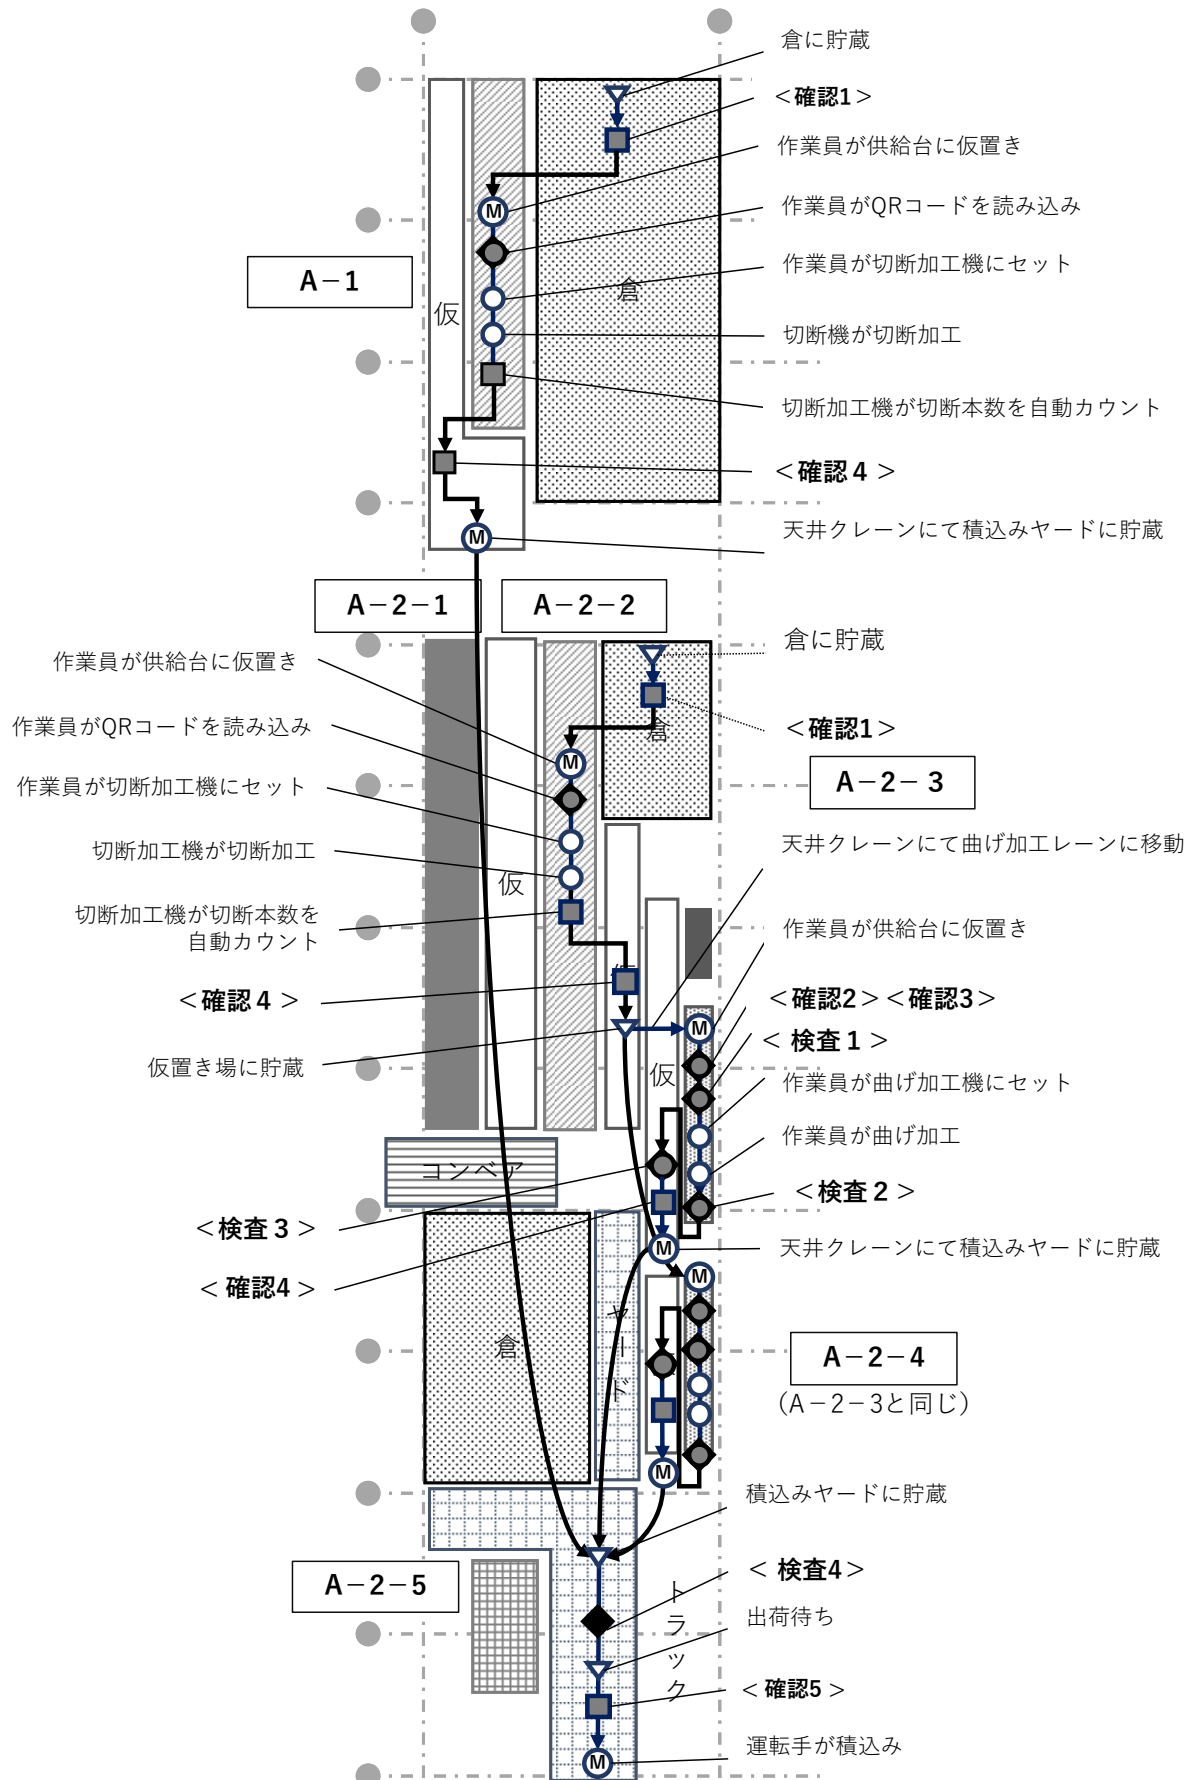 倉に貯蔵
＜確認1＞
作業員が供給台に仮置き
M
作業員がQRコードを読み込み
A－1
作業員が切断加工機にセット
倉
仮
切断機が切断加工
切断加工機が切断本数を自動カウント
＜確認４＞
天井クレーンにて積込みヤードに貯蔵
M
A－2－1
A－2－2
倉に貯蔵
作業員が供給台に仮置き
＜確認1＞
作業員がQRコードを読み込み
倉
M
A－2－3
作業員が切断加工機にセット
天井クレーンにて曲げ加工レーンに移動
切断加工機が切断加工
仮
切断加工機が切断本数を
自動カウント
作業員が供給台に仮置き
＜確認４＞
＜確認2＞＜確認3＞
M
＜ 検査１＞
仮置き場に貯蔵
仮
作業員が曲げ加工機にセット
作業員が曲げ加工
コンベア
＜検査２＞
＜検査３＞
M
天井クレーンにて積込みヤードに貯蔵
＜ 確認4＞
M
ヤード
倉
A－2－4
（A－2－3と同じ）
M
積込みヤードに貯蔵
＜ 検査4＞
A－2－5
トラック
出荷待ち
＜ 確認5 ＞
運転手が積込み
M